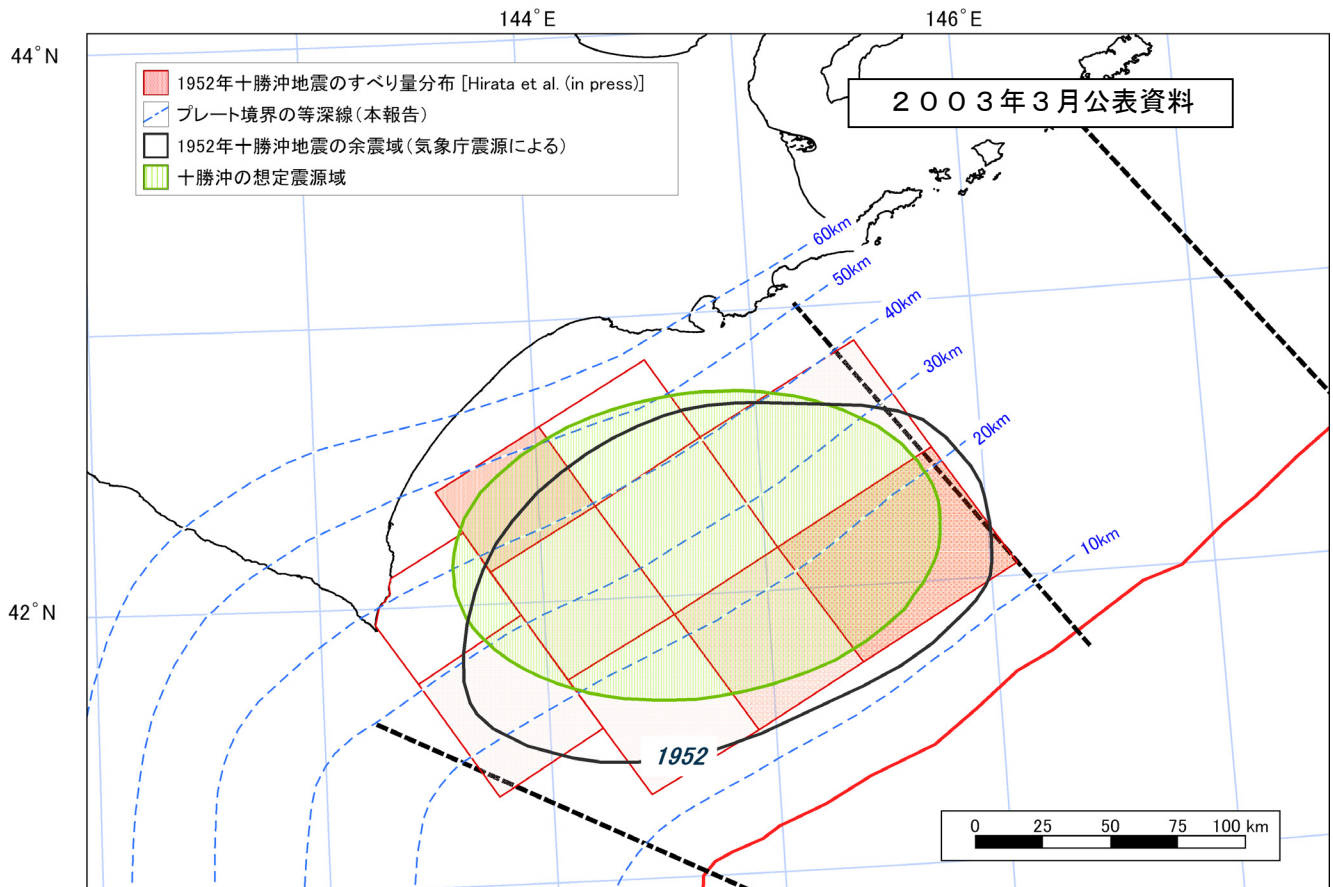 144°E
146°E
44°N
1952年十勝沖地震のすべり量分布 [Hirata et al. (in press)]
プレート境界の等深線(本報告)
1952年十勝沖地震の余震域(気象庁震源による)
十勝沖の想定震源域
2003年3月公表資料
60km
50km
40km
30km
20km
10km
42°N
1952
0 25 50 75 100 km